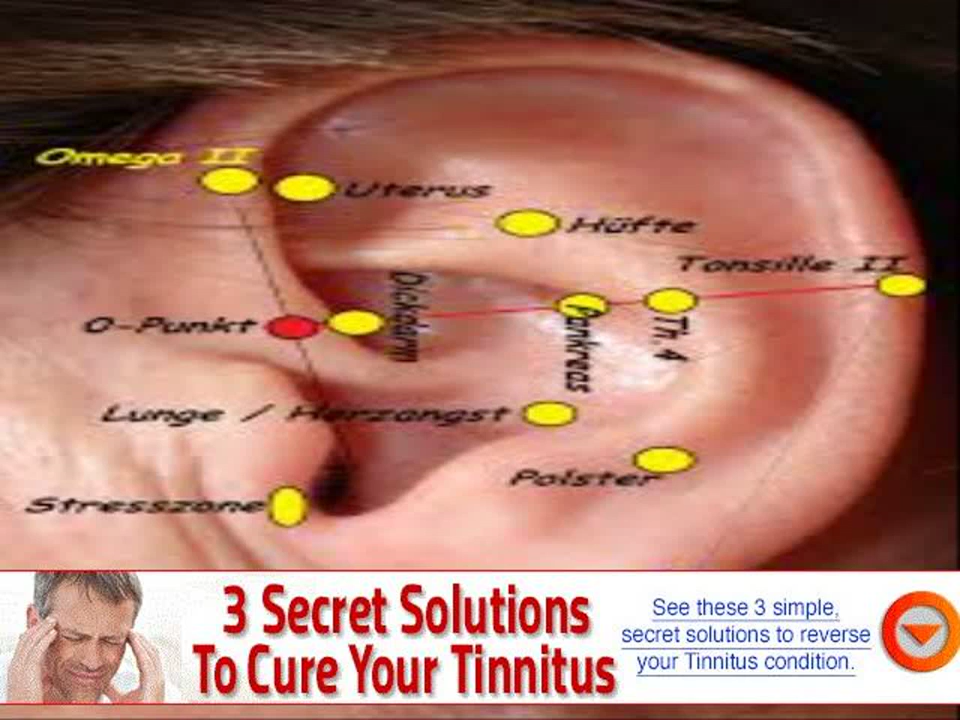 Omega II
Uterus
Hüfte
Tonsille II
O-Punkt
Dickdarm
Pankreas
Th. 4
Lunge / Herzangst
Polster
Stresszone
3 Secret Solutions
To Cure Your Tinnitus
See these 3 simple,
secret solutions to reverse
your Tinnitus condition.